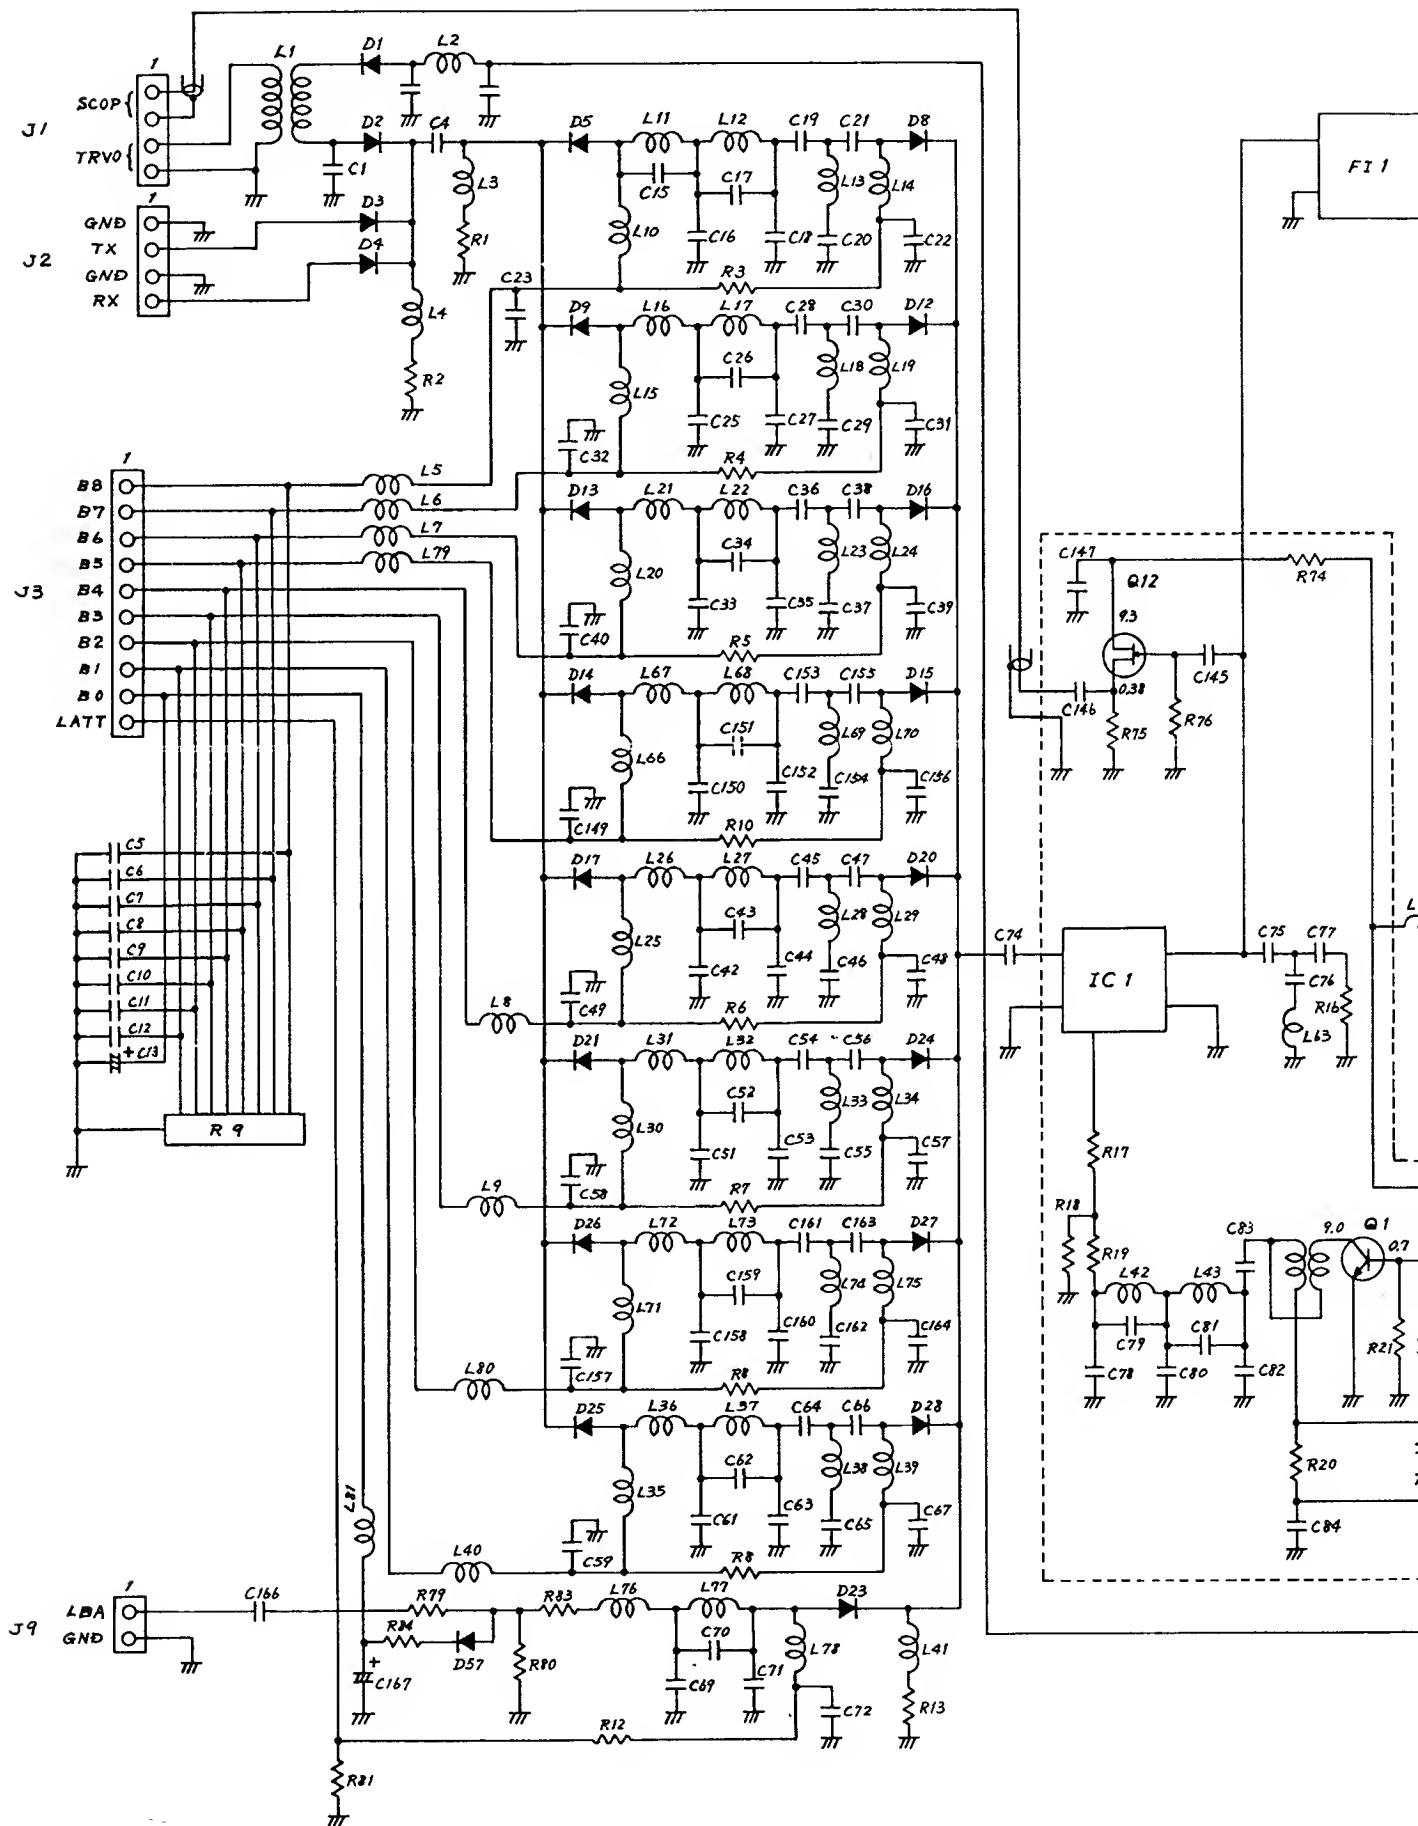 D1 L2
1 L1
SCOP
J1
TRVO
D2 C4 D5 L11 L12 C19 C21 D8
C1 L3 C15 C17 L13 L14
FI 1
1
GND
TX
J2
GND
RX
D3
D4
R1 L10 C16 C18 C20 C22
C23 R3
L4
R2
D9 L16 L17 C28 C30 D12
C26 L18 L19
L15
C25 C27 C29 C31
C32 R4
1
J3
B8 L5
B7 L6
B6 L7
B5 L79
B4
B3
B2
B1
B0
LATT
D13 L21 L22 C36 C38 D16
C34 L23 L24
L20
C33 C35 C37 C39
C40 R5
C147 Q12 R74
9.3
C145
C146 0.38
R75 R76
D14 L67 L68 C153 C155 D15
C151 L69 L70
L66
C150 C152 C154 C156
C149 R10
C5
C6
C7
C8
C9
C10
C11
C12
+ C13
R9
D17 L26 L27 C45 C47 D20
C43 L28 L29
L25
C42 C44 C46 C48
L8 C49 R6
C74 IC 1 C75 C77
C76 R16
L63
L
D21 L31 L32 C54 C56 D24
C52 L33 L34
L30
C51 C53 C55 C57
L9 C58 R7
R17
R18 R19
C83 9.0 Q1 0.7
L42 L43
C79 C81 R21
C78 C80 C82
R20
C84
D26 L72 L73 C161 C163 D27
C159 L74 L75
L71
C158 C160 C162 C164
L80 C157 R8
D25 L36 L37 C64 C66 D28
C62 L38 L39
L35
C61 C63 C65 C67
L81
L40 C59 R8
1
J9
LBA
GND
C166 R79 R83 L76 L77 D23
R84 D57 R80 C70 L78 L41
+ C167 C69 C71
C72 R13
R12
R81